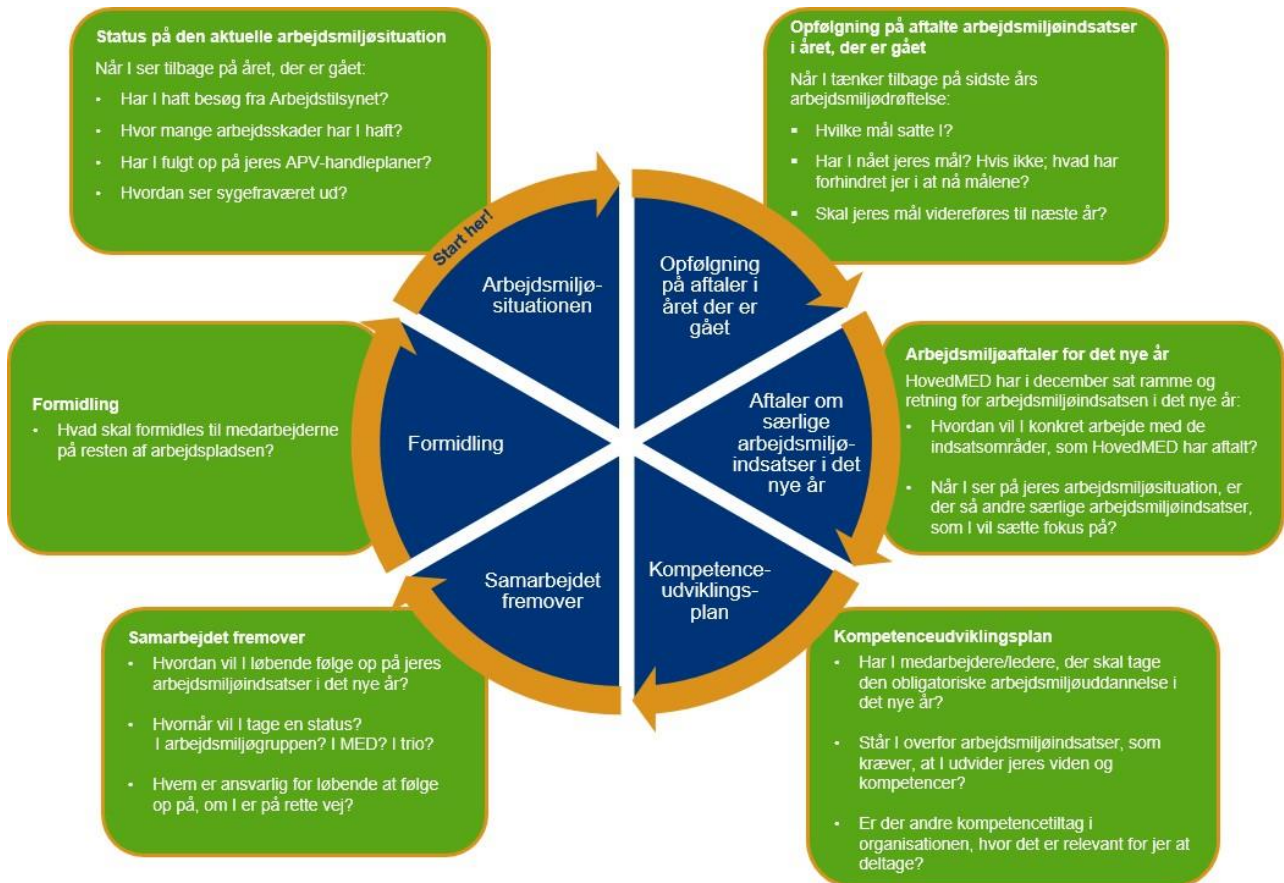 Status på den aktuelle arbejdsmiljøsituation
Når I ser tilbage på året, der er gået:
• Har I haft besøg fra Arbejdstilsynet?
• Hvor mange arbejdsskader har I haft?
• Har I fulgt op på jeres APV-handleplaner?
• Hvordan ser sygefraværet ud?
Opfølgning på aftalte arbejdsmiljøindsatser
i året, der er gået
Når I tænker tilbage på sidste års
arbejdsmiljødrøftelse:
▪ Hvilke mål satte I?
▪ Har I nået jeres mål? Hvis ikke; hvad har
forhindret jer i at nå målene?
▪ Skal jeres mål videreføres til næste år?
Start her!
Arbejdsmiljø-
situationen
Opfølgning
på aftaler i
året der er
gået
Aftaler om
særlige
arbejdsmiljø-
indsatser i det
nye år
Kompetence-
udviklings-
plan
Samarbejdet
fremover
Formidling
Arbejdsmiljøaftaler for det nye år
HovedMED har i december sat ramme og
retning for arbejdsmiljøindsatsen i det nye år:
• Hvordan vil I konkret arbejde med de
indsatsområder, som HovedMED har aftalt?
• Når I ser på jeres arbejdsmiljøsituation, er
der så andre særlige arbejdsmiljøindsatser,
som I vil sætte fokus på?
Kompetenceudviklingsplan
• Har I medarbejdere/ledere, der skal tage
den obligatoriske arbejdsmiljøuddannelse i
det nye år?
• Står I overfor arbejdsmiljøindsatser, som
kræver, at I udvider jeres viden og
kompetencer?
• Er der andre kompetencetiltag i
organisationen, hvor det er relevant for jer at
deltage?
Samarbejdet fremover
• Hvordan vil I løbende følge op på jeres
arbejdsmiljøindsatser i det nye år?
• Hvornår vil I tage en status?
I arbejdsmiljøgruppen? I MED? I trio?
• Hvem er ansvarlig for løbende at følge
op på, om I er på rette vej?
Formidling
• Hvad skal formidles til medarbejderne
på resten af arbejdspladsen?